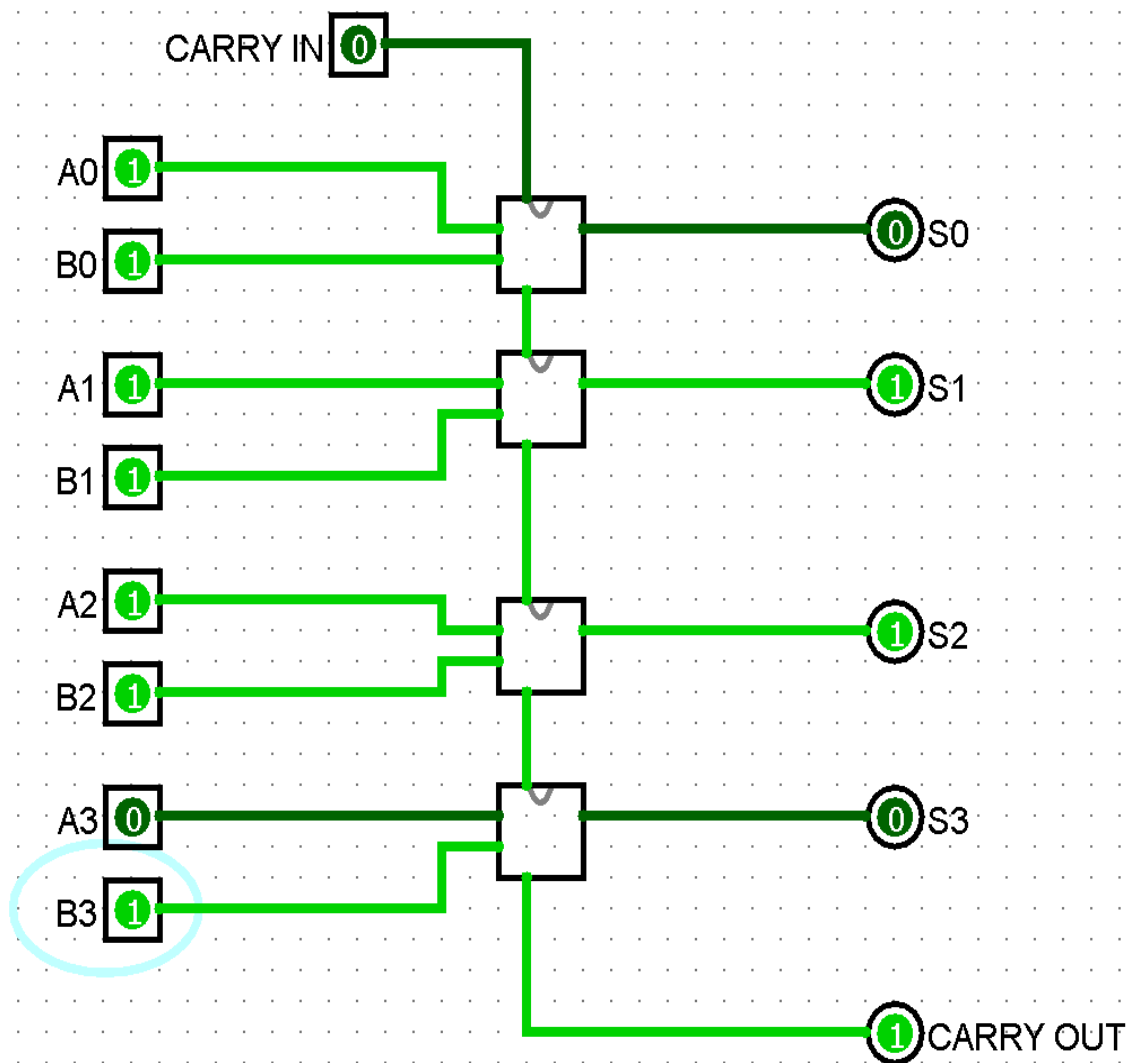 CARRY IN 0
A0 1
S0 0
B0 1
A1 1
S1 1
B1 1
A2 1
S2 1
B2 1
A3 0
S3 0
B3 1
CARRY OUT 1